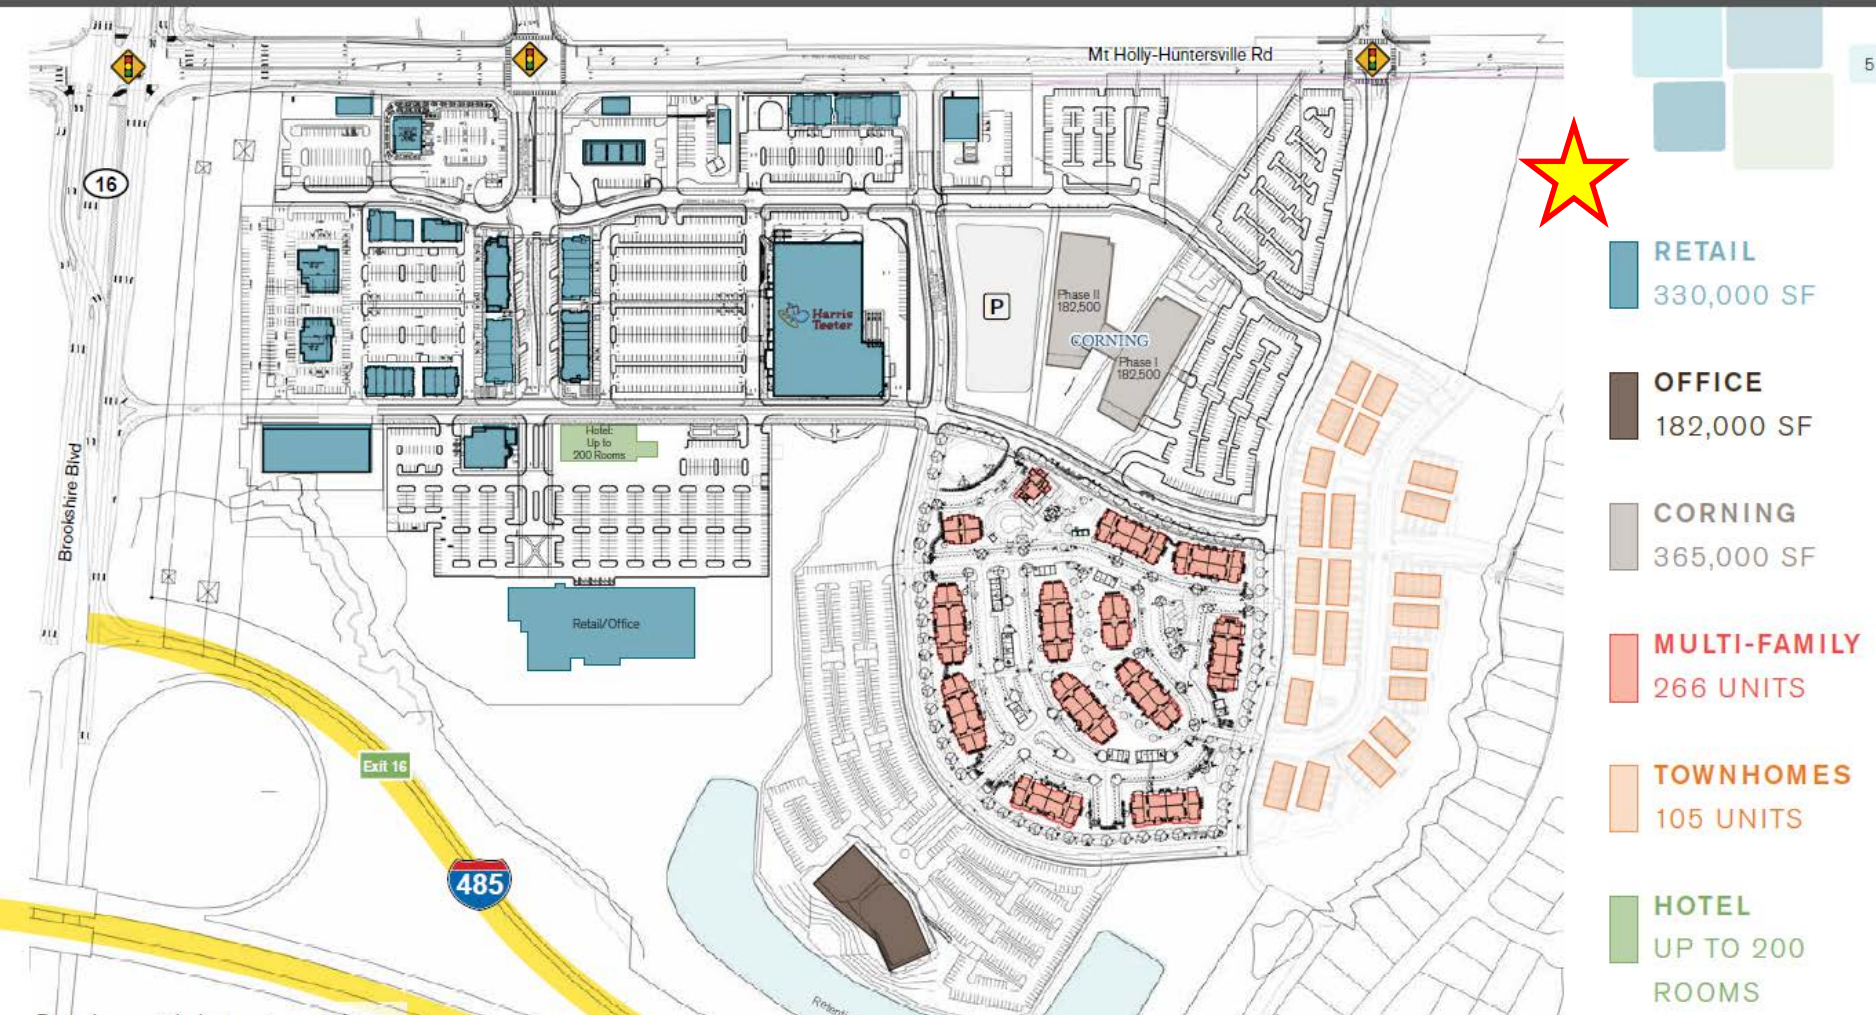 Mt Holly-Huntersville Rd
5
16
RETAIL
330,000 SF
Harris
Teeter
P
Phase II
182,500
CORNING
Phase I
182,500
OFFICE
182,000 SF
Hotel:
Up to
200 Rooms
Brookshire Blvd
CORNING
365,000 SF
Retail/Office
MULTI-FAMILY
266 UNITS
Exit 16
TOWNHOMES
105 UNITS
485
HOTEL
UP TO 200
ROOMS